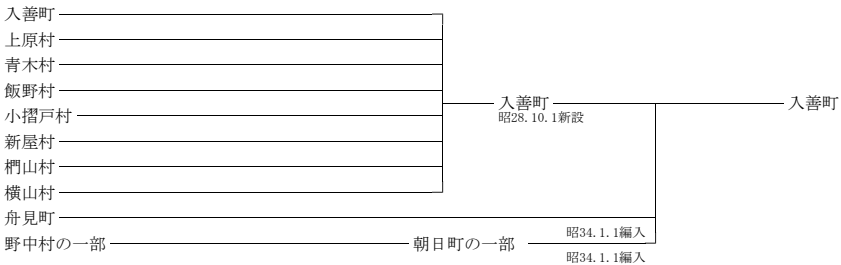 入善町
上原村
青木村
飯野村
入善町
入善町
小摺戸村
昭28.10.1新設
新屋村
椚山村
横山村
舟見町
昭34.1.1編入
野中村の一部
朝日町の一部
昭34.1.1編入